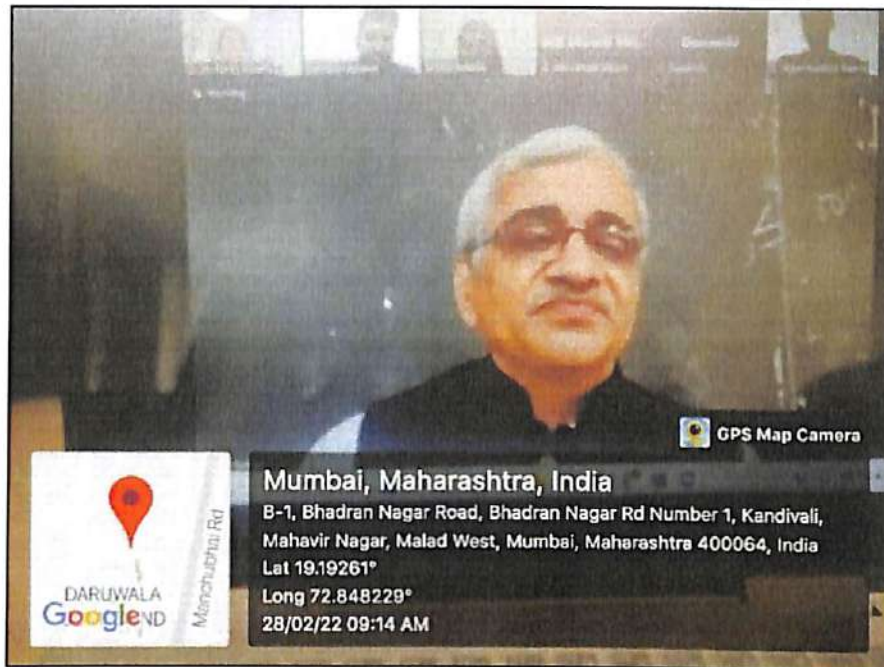 GPS Map Camera
Mumbai, Maharashtra, India
B-1, Bhadran Nagar Road, Bhadran Nagar Rd Number 1, Kandivali,
Mahavir Nagar, Malad West, Mumbai, Maharashtra 400064, India
Lat 19.19261°
Long 72.848229°
28/02/22 09:14 AM
Manchubhai Rd
DARUWALA
Google
ND